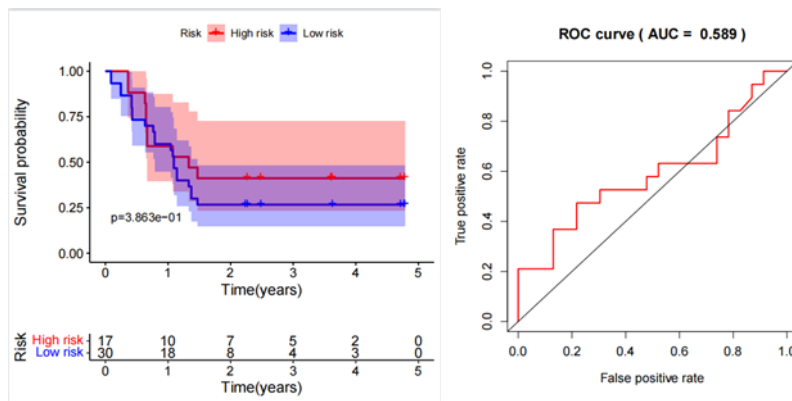 Risk High risk Low risk
1.00
0.75
0.50
0.25
0.00
Survival probability
p=3.863e−01
0 1 2 3 4 5
Time(years)
Risk
High risk 17 10 7 5 2 0
Low risk 30 18 8 4 3 0
0 1 2 3 4 5
Time(years)
ROC curve ( AUC = 0.589 )
True positive rate
1.0
0.8
0.6
0.4
0.2
0.0
0.0 0.2 0.4 0.6 0.8 1.0
False positive rate